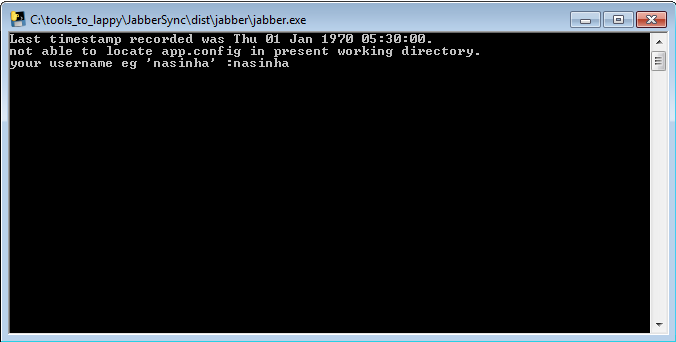 C:\tools_to_lappy\JabberSync\dist\jabber\jabber.exe
Last timestamp recorded was Thu 01 Jan 1970 05:30:00.
not able to locate app.config in present working directory.
your username eg 'nasinha' :nasinha